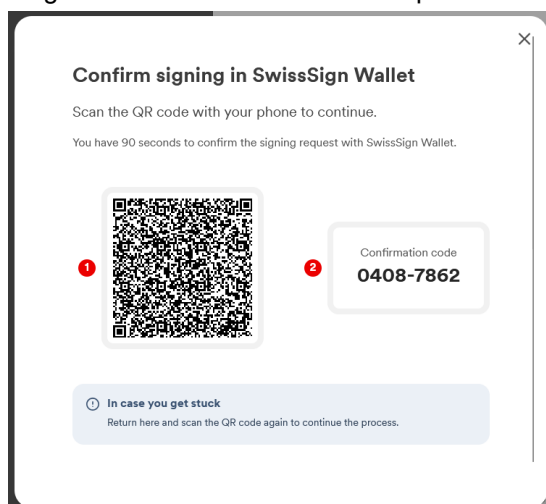 Confirm signing in SwissSign Wallet
Scan the QR code with your phone to continue.
You have 90 seconds to confirm the signing request with SwissSign Wallet.
1
2
Confirmation code
0408-7862
In case you get stuck
Return here and scan the QR code again to continue the process.